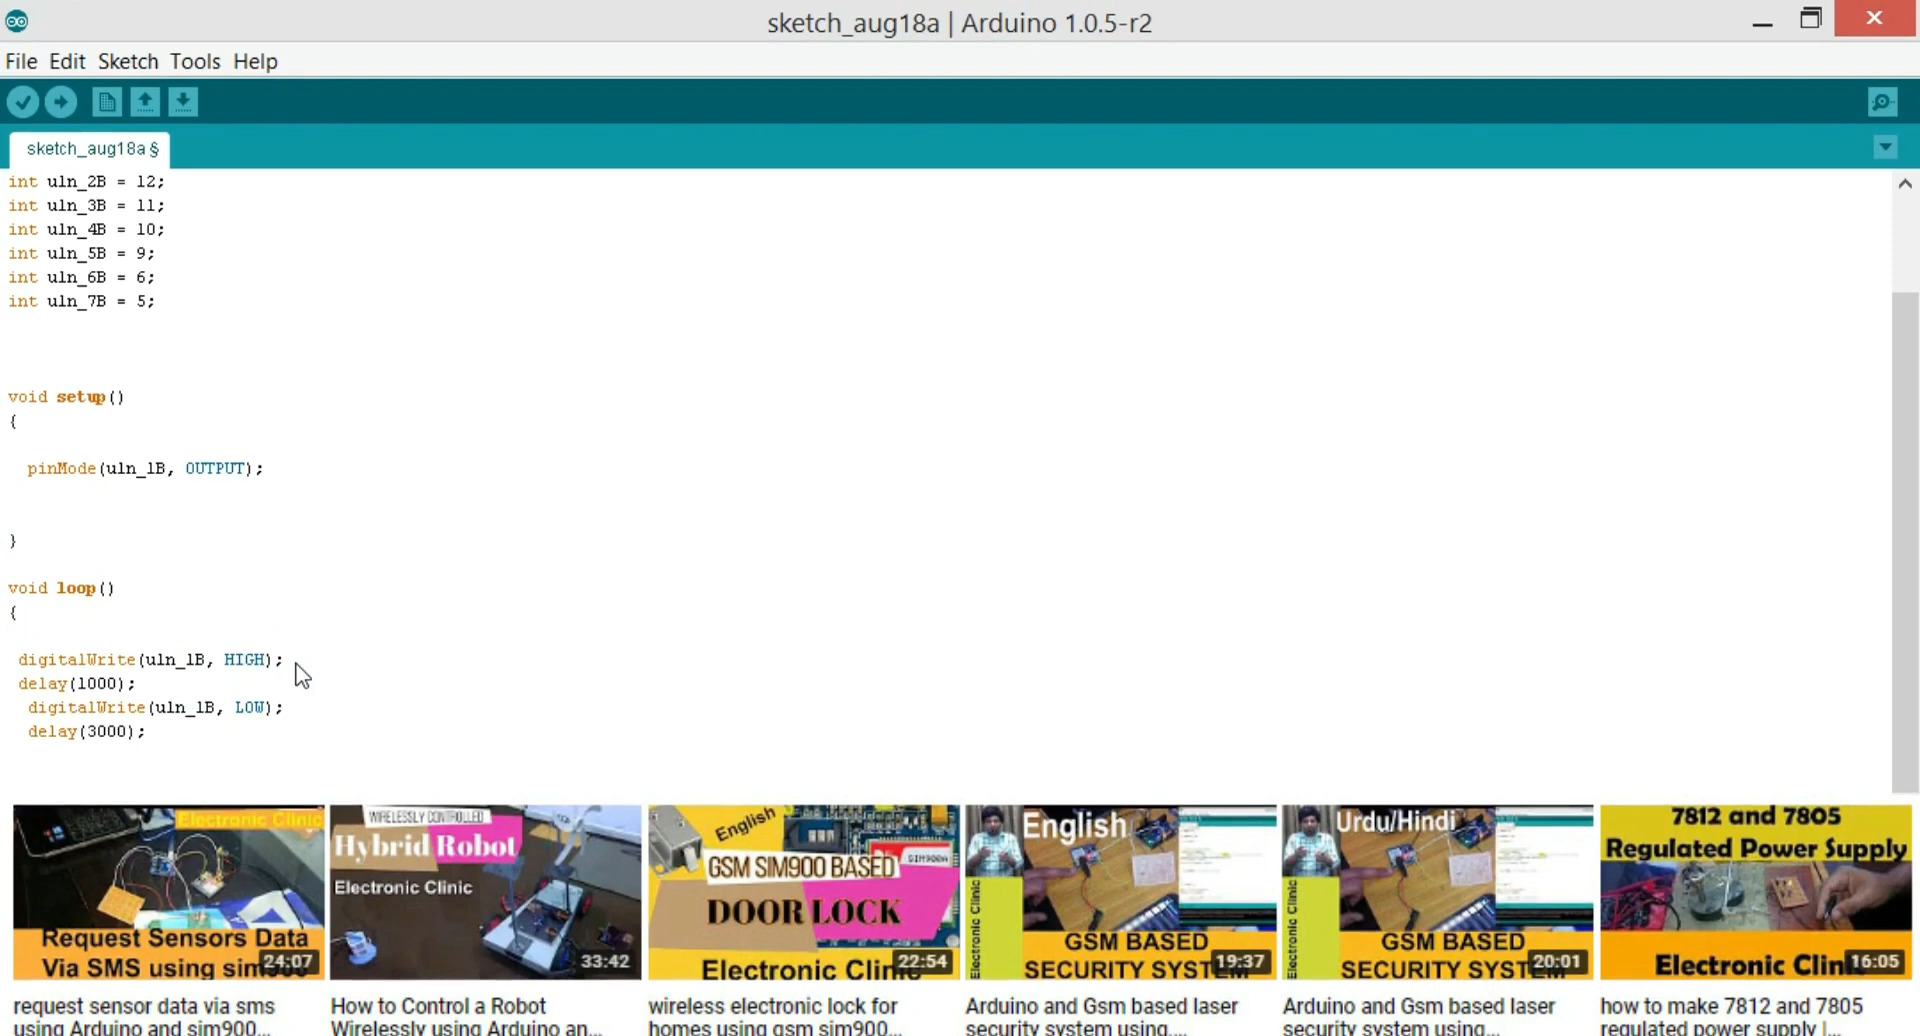 sketch_aug18a | Arduino 1.0.5-r2
File Edit Sketch Tools Help
sketch_aug18a §
int uln_2B = 12;
int uln_3B = 11;
int uln_4B = 10;
int uln_5B = 9;
int uln_6B = 6;
int uln_7B = 5;
void setup()
{
pinMode(uln_1B, OUTPUT);
}
void loop()
{
digitalWrite(uln_1B, HIGH);
delay(1000);
digitalWrite(uln_1B, LOW);
delay(3000);
Electronic Clinic
Request Sensors Data
Via SMS using sim900
24:07
request sensor data via sms
using Arduino and sim900...
WIRELESSLY CONTROLLED
Hybrid Robot
Electronic Clinic
33:42
How to Control a Robot
Wirelessly using Arduino an...
English
GSM SIM900 BASED
SIM900A
DOOR LOCK
Electronic Clinic
22:54
wireless electronic lock for
homes using gsm sim900...
English
Electronic Clinic
GSM BASED
SECURITY SYSTEM
19:37
Arduino and Gsm based laser
security system using....
Urdu/Hindi
Electronic Clinic
GSM BASED
SECURITY SYSTEM
20:01
Arduino and Gsm based laser
security system using...
7812 and 7805
Regulated Power Supply
Electronic Clinic
16:05
how to make 7812 and 7805
regulated power supply |...